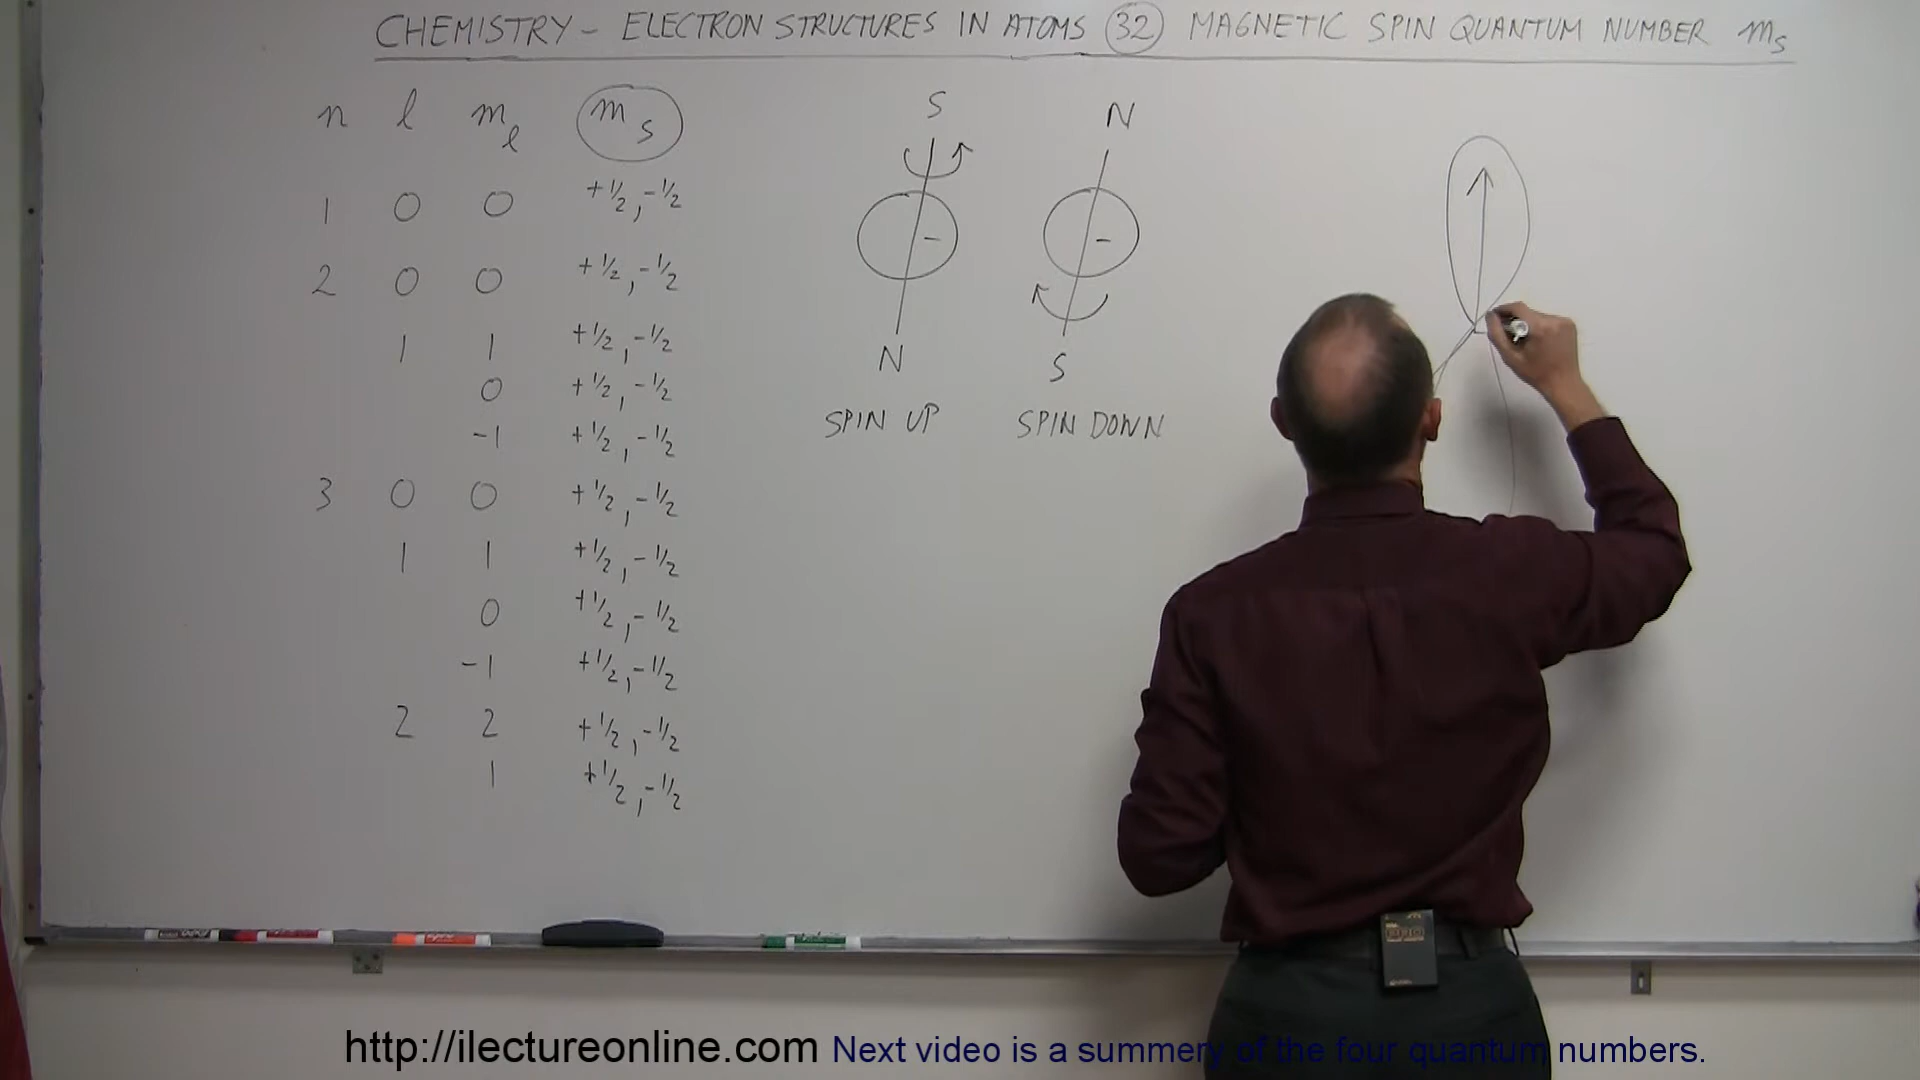 CHEMISTRY - ELECTRON STRUCTURES IN ATOMS 32 MAGNETIC SPIN QUANTUM NUMBER ms
n l ml ms
1 0 0 +1/2, -1/2
2 0 0 +1/2, -1/2
1 1 +1/2, -1/2
0 +1/2, -1/2
-1 +1/2, -1/2
3 0 0 +1/2, -1/2
1 1 +1/2, -1/2
0 +1/2, -1/2
-1 +1/2, -1/2
2 2 +1/2, -1/2
1 +1/2, -1/2
S
-
N
SPIN UP
N
-
S
SPIN DOWN
http://ilectureonline.com Next video is a summery of the four quantum numbers.